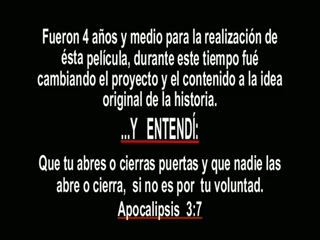 Fueron 4 años y medio para la realización de
ésta película, durante este tiempo fué
cambiando el proyecto y el contenido a la idea
original de la historia.
...Y ENTENDÍ:
Que tu abres o cierras puertas y que nadie las
abre o cierra, si no es por tu voluntad.
Apocalipsis 3:7